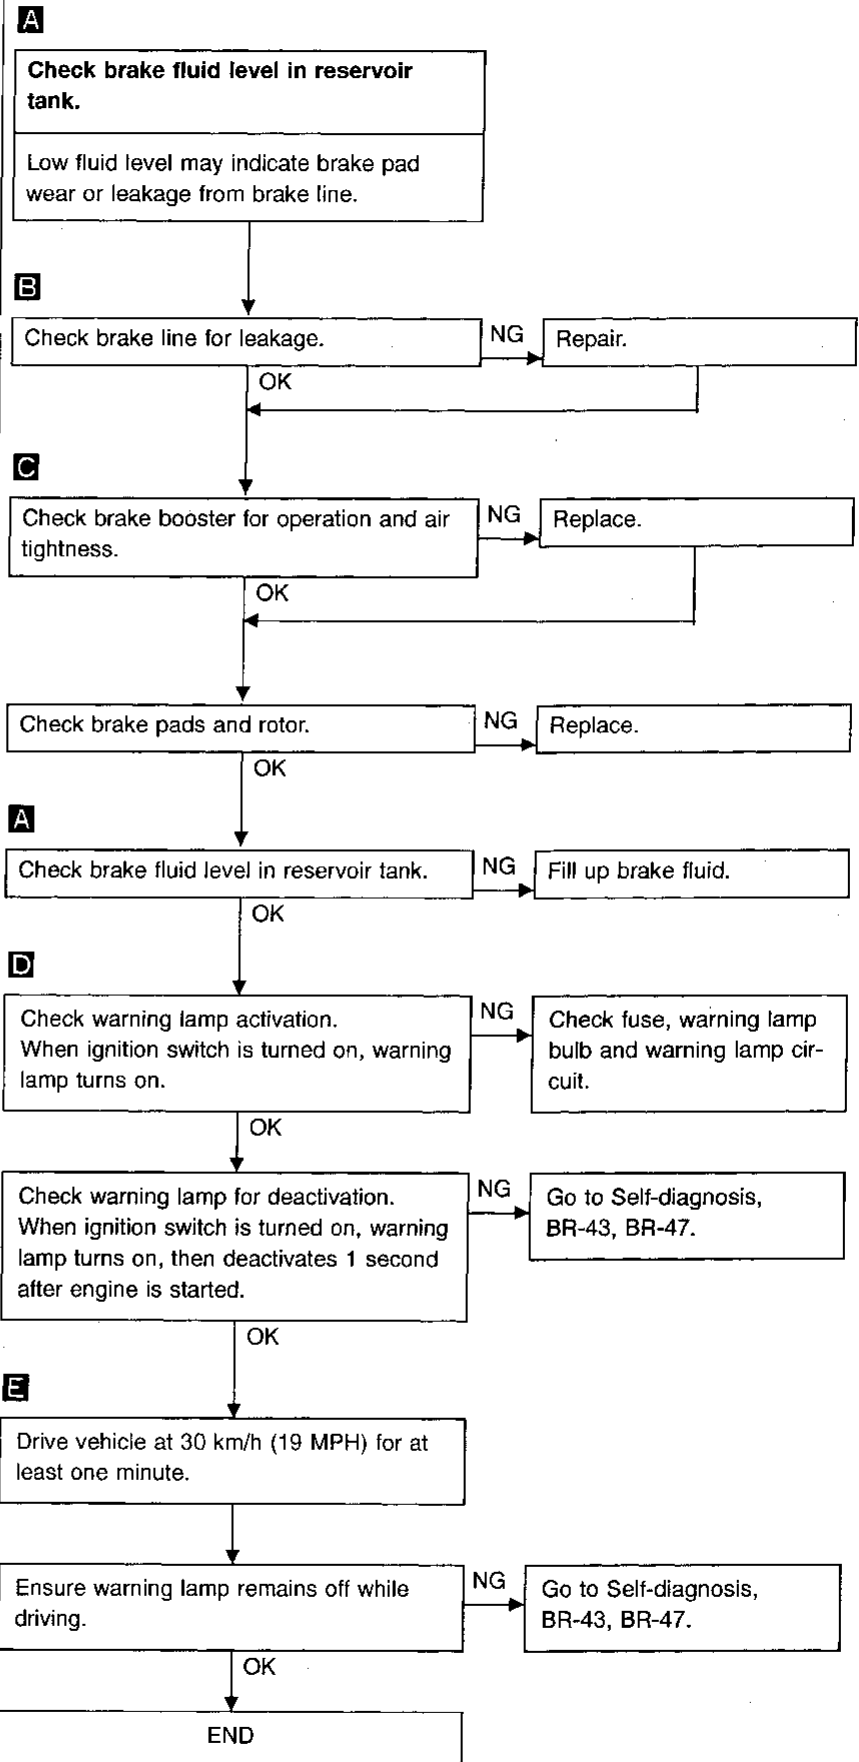 A
Check brake fluid level in reservoir
tank.
Low fluid level may indicate brake pad
wear or leakage from brake line.
B
Check brake line for leakage.
NG
Repair.
OK
C
Check brake booster for operation and air
tightness.
NG
Replace.
OK
Check brake pads and rotor.
NG
Replace.
OK
A
Check brake fluid level in reservoir tank.
NG
Fill up brake fluid.
OK
D
Check warning lamp activation.
When ignition switch is turned on, warning
lamp turns on.
NG
Check fuse, warning lamp
bulb and warning lamp cir-
cuit.
OK
Check warning lamp for deactivation.
When ignition switch is turned on, warning
lamp turns on, then deactivates 1 second
after engine is started.
NG
Go to Self-diagnosis,
BR-43, BR-47.
OK
E
Drive vehicle at 30 km/h (19 MPH) for at
least one minute.
Ensure warning lamp remains off while
driving.
NG
Go to Self-diagnosis,
BR-43, BR-47.
OK
END